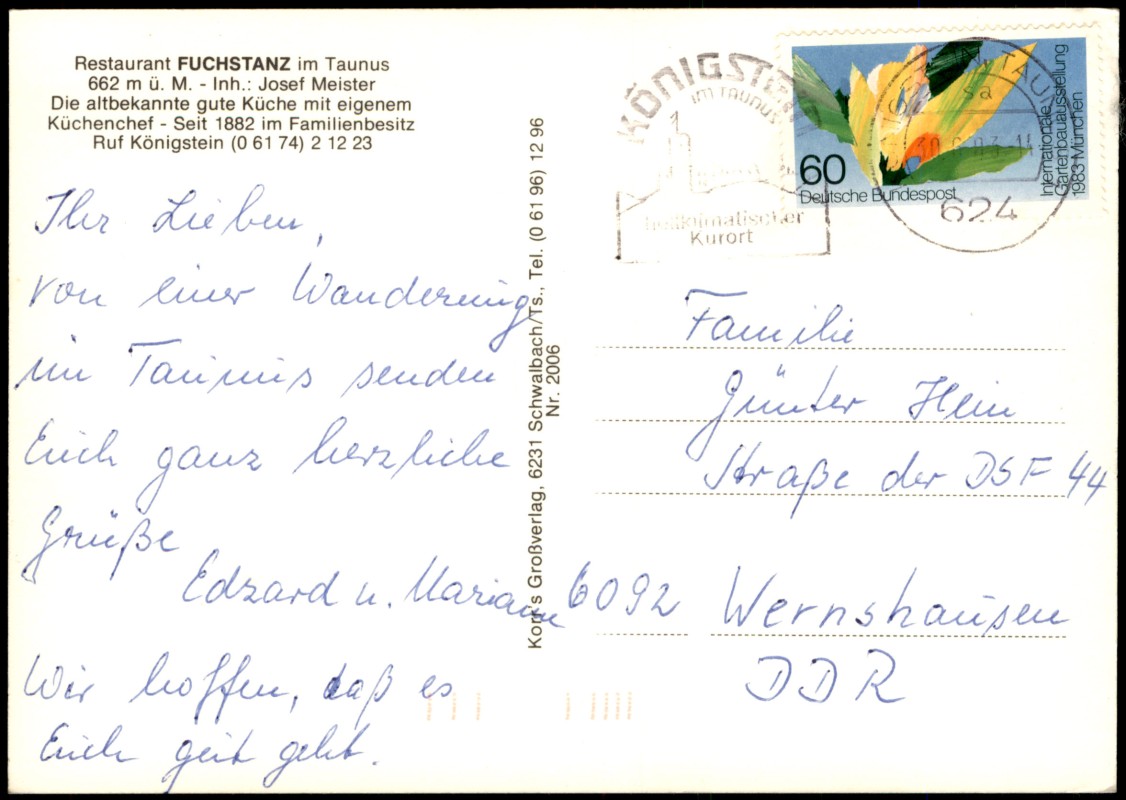 Restaurant FUCHSTANZ im Taunus
662 m ü. M. - Inh.: Josef Meister
Die altbekannte gute Küche mit eigenem
Küchenchef - Seit 1882 im Familienbesitz
Ruf Königstein (0 61 74) 2 12 23
Ihr Lieben,
von einer Wanderung
im Taunus senden
Euch ganz herzliche
Grüße
Edzard u. Mariann
Wir hoffen, daß es
Euch gut geht.
Korr's Großverlag, 6231 Schwalbach/Ts., Tel. (0 61 96) 12 96
Nr. 2006
KÖNIGSTEIN
IM TAUNUS
heilklimatischer
Kurort
60
Deutsche Bundespost
Internationale
Gartenbauausstellung
1983 München
TAUNUS
sa
624
Familie
Günter Hein
Straße der DSF 44
6092 Wernshausen
DDR